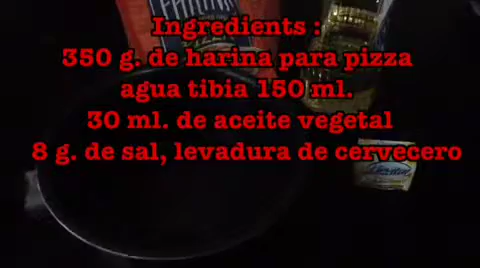 FARINA
Ingredients :
350 g. de harina para pizza
agua tibia 150 ml.
30 ml. de aceite vegetal
8 g. de sal, levadura de cervecero